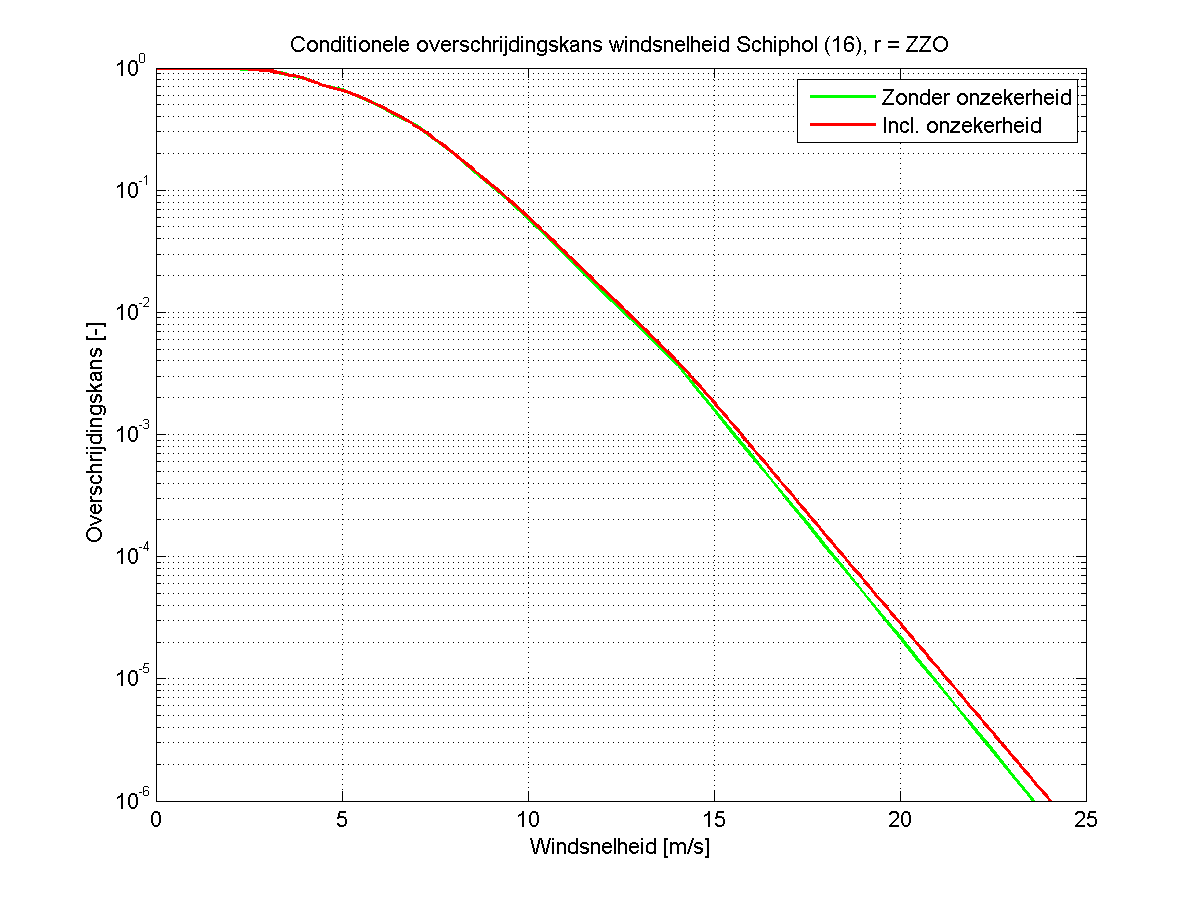 Conditionele overschrijdingskans windsnelheid Schiphol (16), r = ZZO
Zonder onzekerheid
Incl. onzekerheid
Overschrijdingskans [-]
10^0
10^-1
10^-2
10^-3
10^-4
10^-5
10^-6
0 5 10 15 20 25
Windsnelheid [m/s]